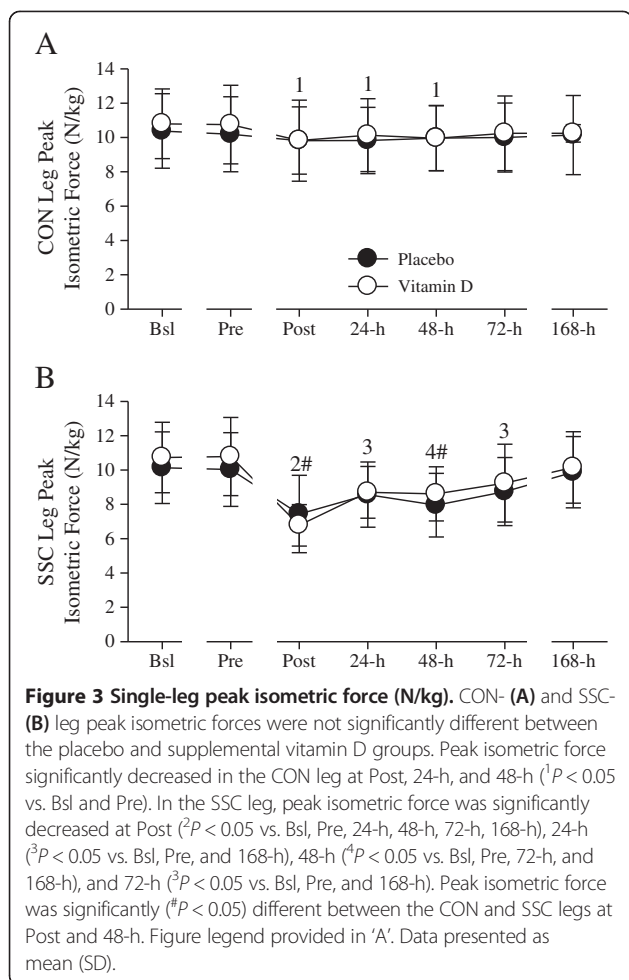 A
CON Leg Peak
Isometric Force (N/kg)
14
12
10
8
6
4
2
0
1
1
1
Placebo
Vitamin D
Bsl
Pre
Post
24-h
48-h
72-h
168-h
B
SSC Leg Peak
Isometric Force (N/kg)
14
12
10
8
6
4
2
0
2#
3
4#
3
Bsl
Pre
Post
24-h
48-h
72-h
168-h
Figure 3 Single-leg peak isometric force (N/kg). CON- (A) and SSC-
(B) leg peak isometric forces were not significantly different between
the placebo and supplemental vitamin D groups. Peak isometric force
significantly decreased in the CON leg at Post, 24-h, and 48-h (¹P < 0.05
vs. Bsl and Pre). In the SSC leg, peak isometric force was significantly
decreased at Post (²P < 0.05 vs. Bsl, Pre, 24-h, 48-h, 72-h, 168-h), 24-h
(³P < 0.05 vs. Bsl, Pre, and 168-h), 48-h (⁴P < 0.05 vs. Bsl, Pre, 72-h, and
168-h), and 72-h (³P < 0.05 vs. Bsl, Pre, and 168-h). Peak isometric force
was significantly (#P < 0.05) different between the CON and SSC legs at
Post and 48-h. Figure legend provided in ‘A’. Data presented as
mean (SD).